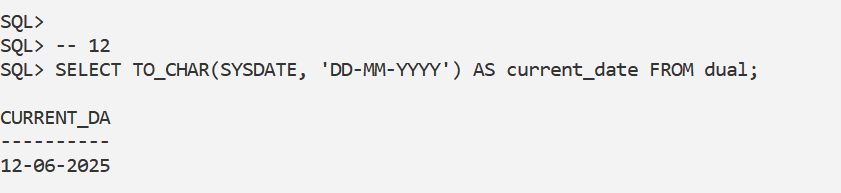 SQL>
SQL> -- 12
SQL> SELECT TO_CHAR(SYSDATE, 'DD-MM-YYYY') AS current_date FROM dual;
CURRENT_DA
----------
12-06-2025